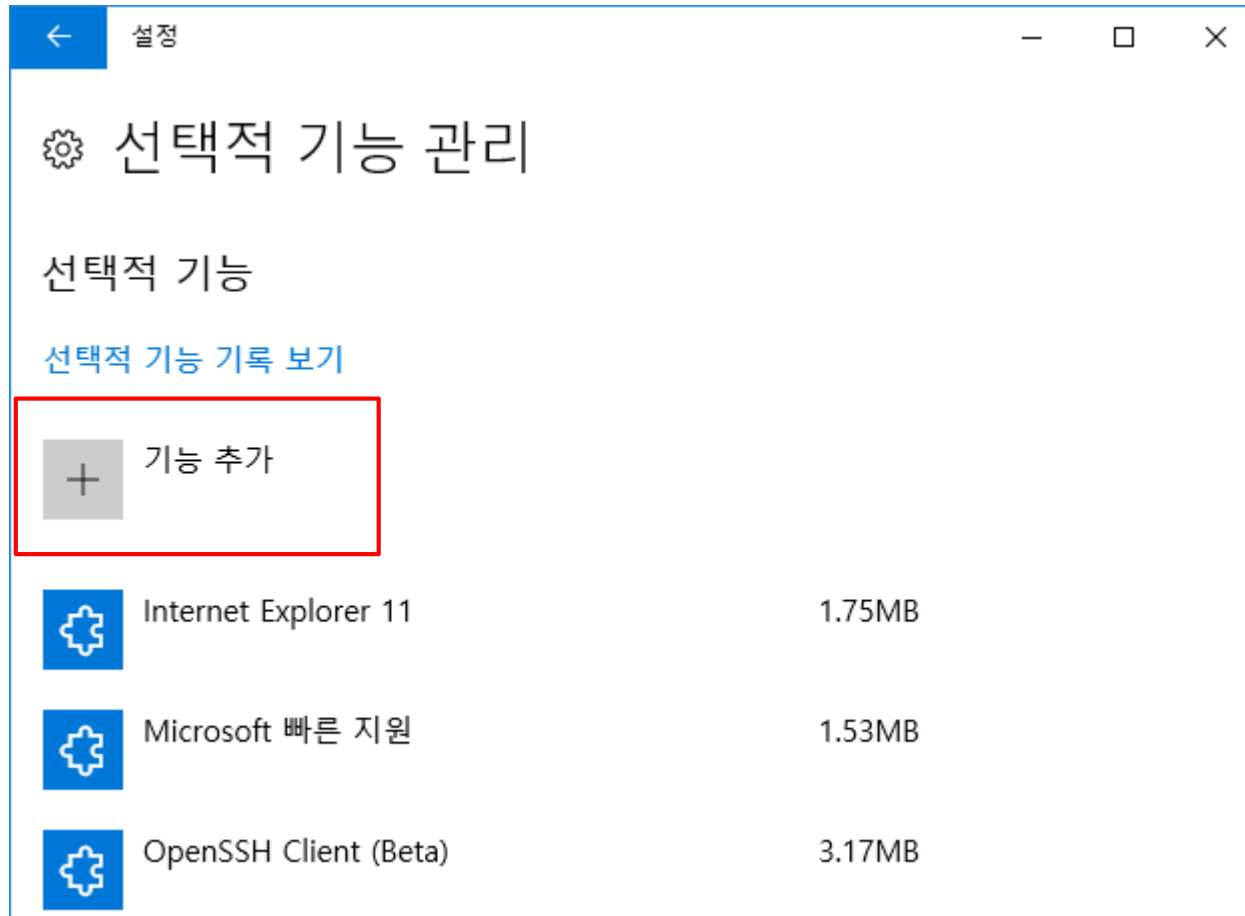 설정
선택적 기능 관리
선택적 기능
선택적 기능 기록 보기
기능 추가
Internet Explorer 11 1.75MB
Microsoft 빠른 지원 1.53MB
OpenSSH Client (Beta) 3.17MB